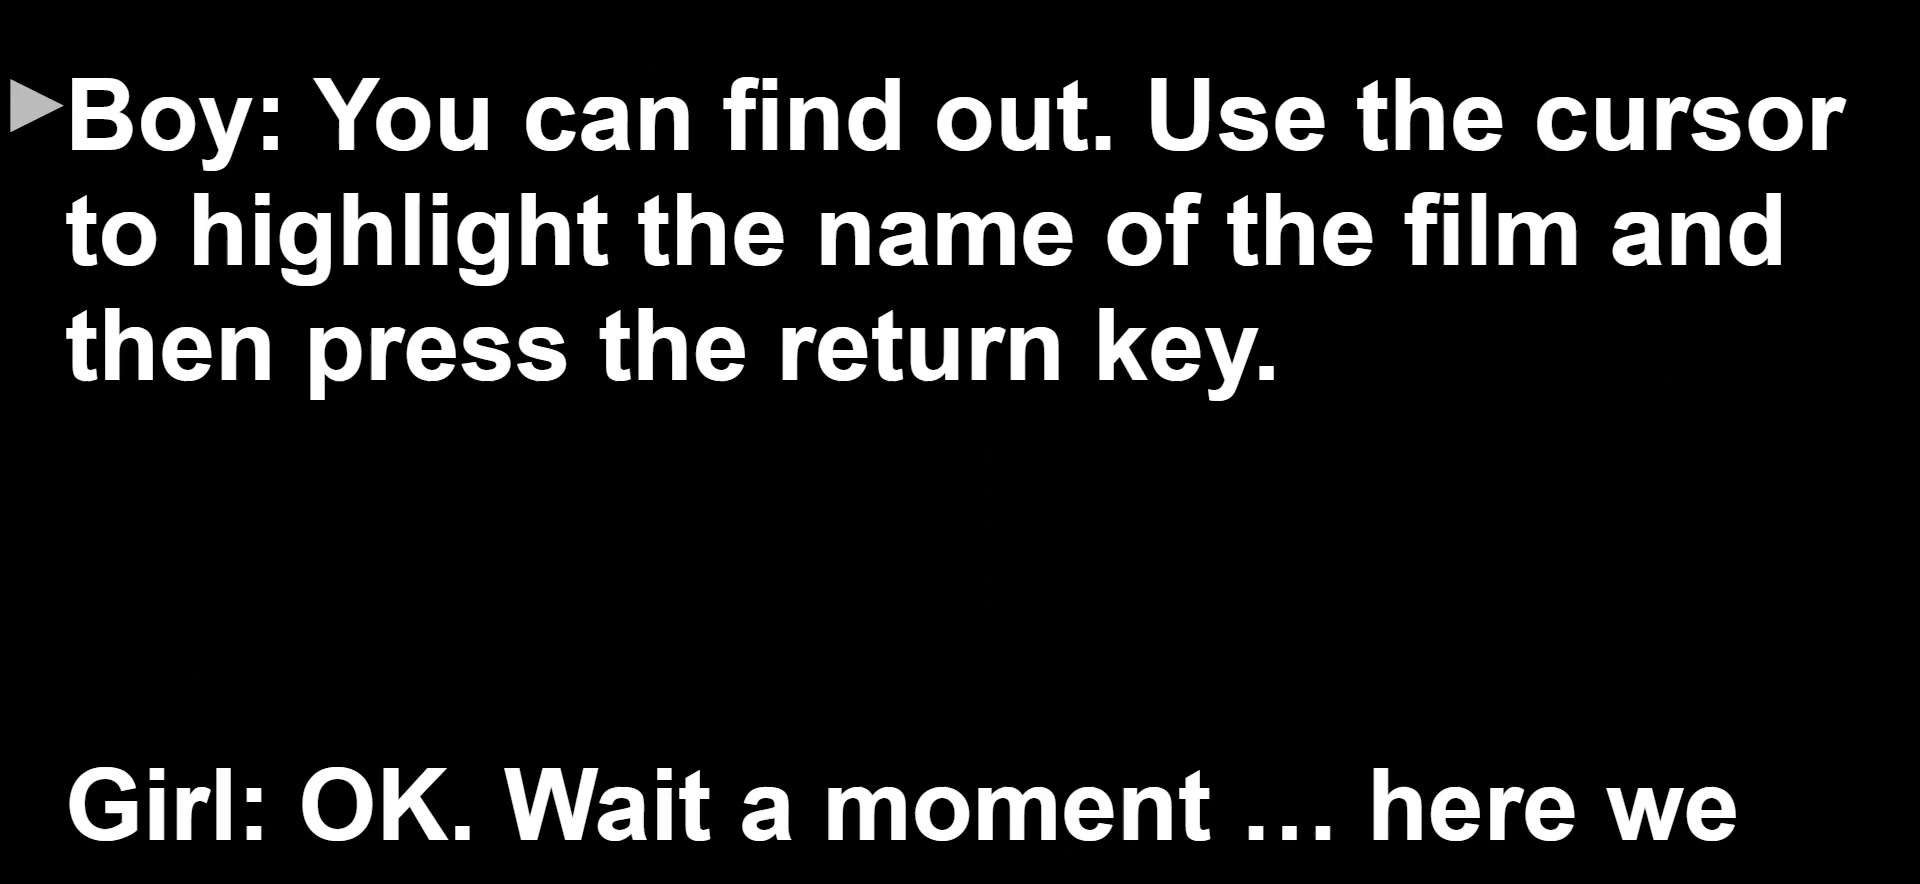 Boy: You can find out. Use the cursor
to highlight the name of the film and
then press the return key.
Girl: OK. Wait a moment … here we